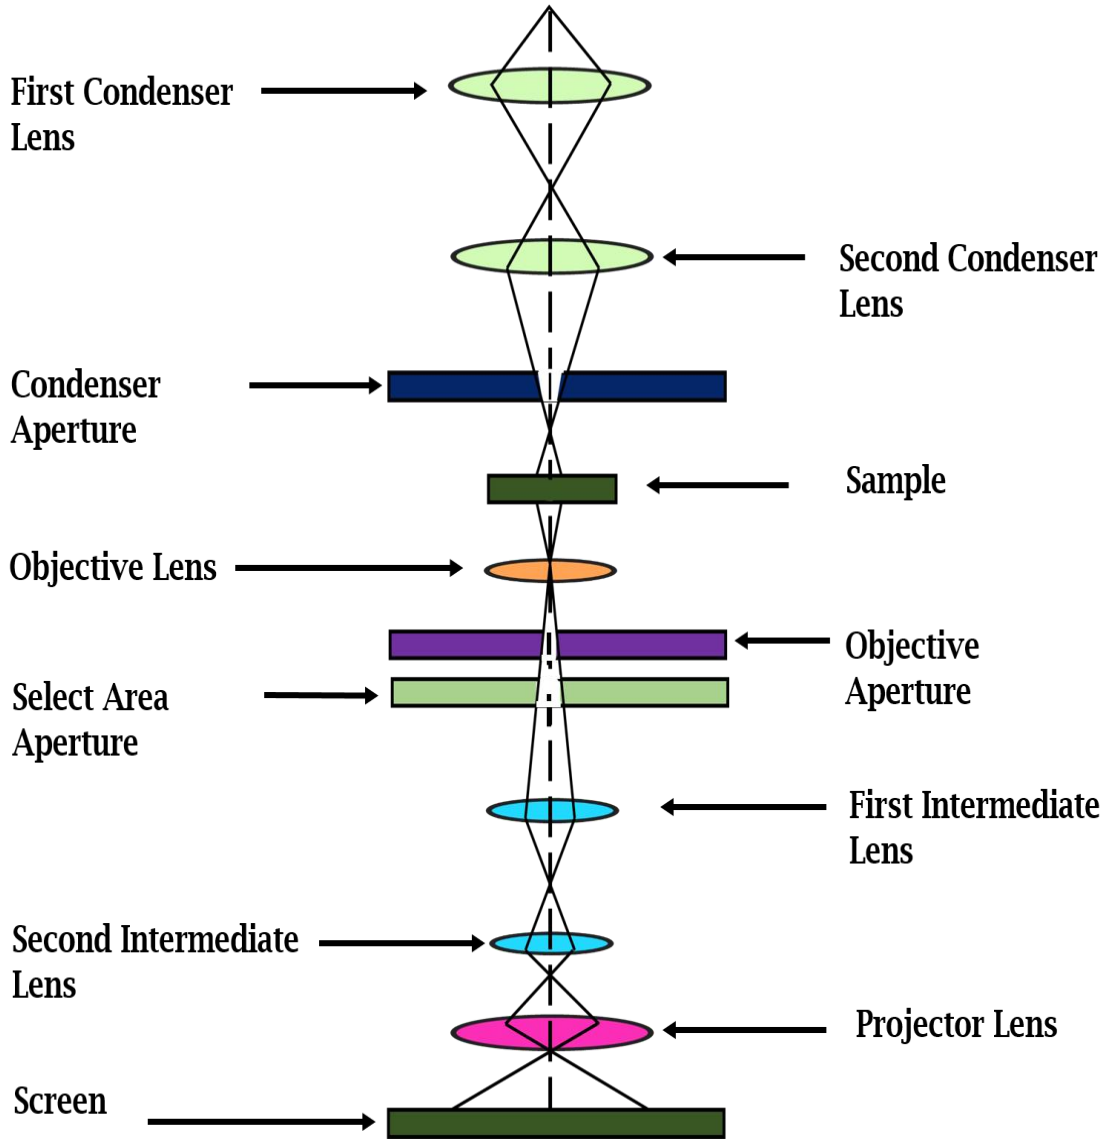 First Condenser
Lens
Second Condenser
Lens
Condenser
Aperture
Sample
Objective Lens
Objective
Aperture
Select Area
Aperture
First Intermediate
Lens
Second Intermediate
Lens
Projector Lens
Screen